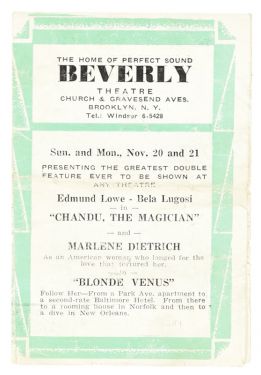 THE HOME OF PERFECT SOUND
BEVERLY
THEATRE
CHURCH & GRAVESEND AVES.
BROOKLYN, N. Y.
Tel.: Windsor 6-5428
Sun. and Mon., Nov. 20 and 21
PRESENTING THE GREATEST DOUBLE
FEATURE EVER TO BE SHOWN AT
ANY THEATRE
Edmund Lowe - Bela Lugosi
— in —
"CHANDU, THE MAGICIAN"
— and —
MARLENE DIETRICH
As an American woman, who longed for the
love that tortured her.
— in —
"BLONDE VENUS"
Follow Her—From a Park Ave. apartment to
a second-rate Baltimore Hotel. From there
to a rooming house in Norfolk and then to
a dive in New Orleans.